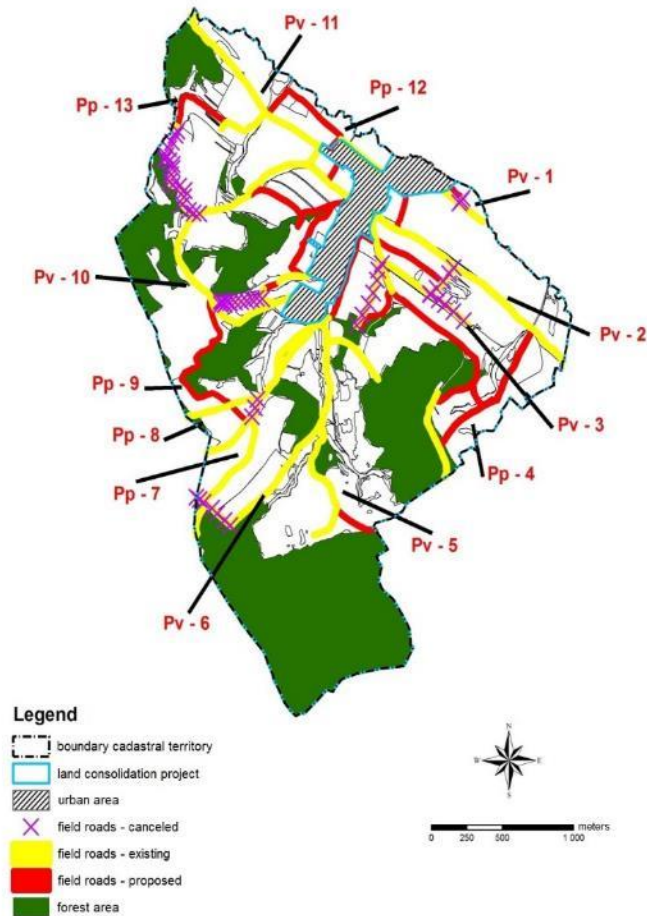 Pv - 11
Pp - 12
Pp - 13
Pv - 1
Pv - 10
Pv - 2
Pp - 9
Pv - 3
Pp - 8
Pp - 4
Pp - 7
Pv - 5
Pv - 6
Legend
boundary cadastral territory
land consolidation project
urban area
field roads - canceled
field roads - existing
field roads - proposed
forest area
N
W E
S
meters
0 250 500 1 000